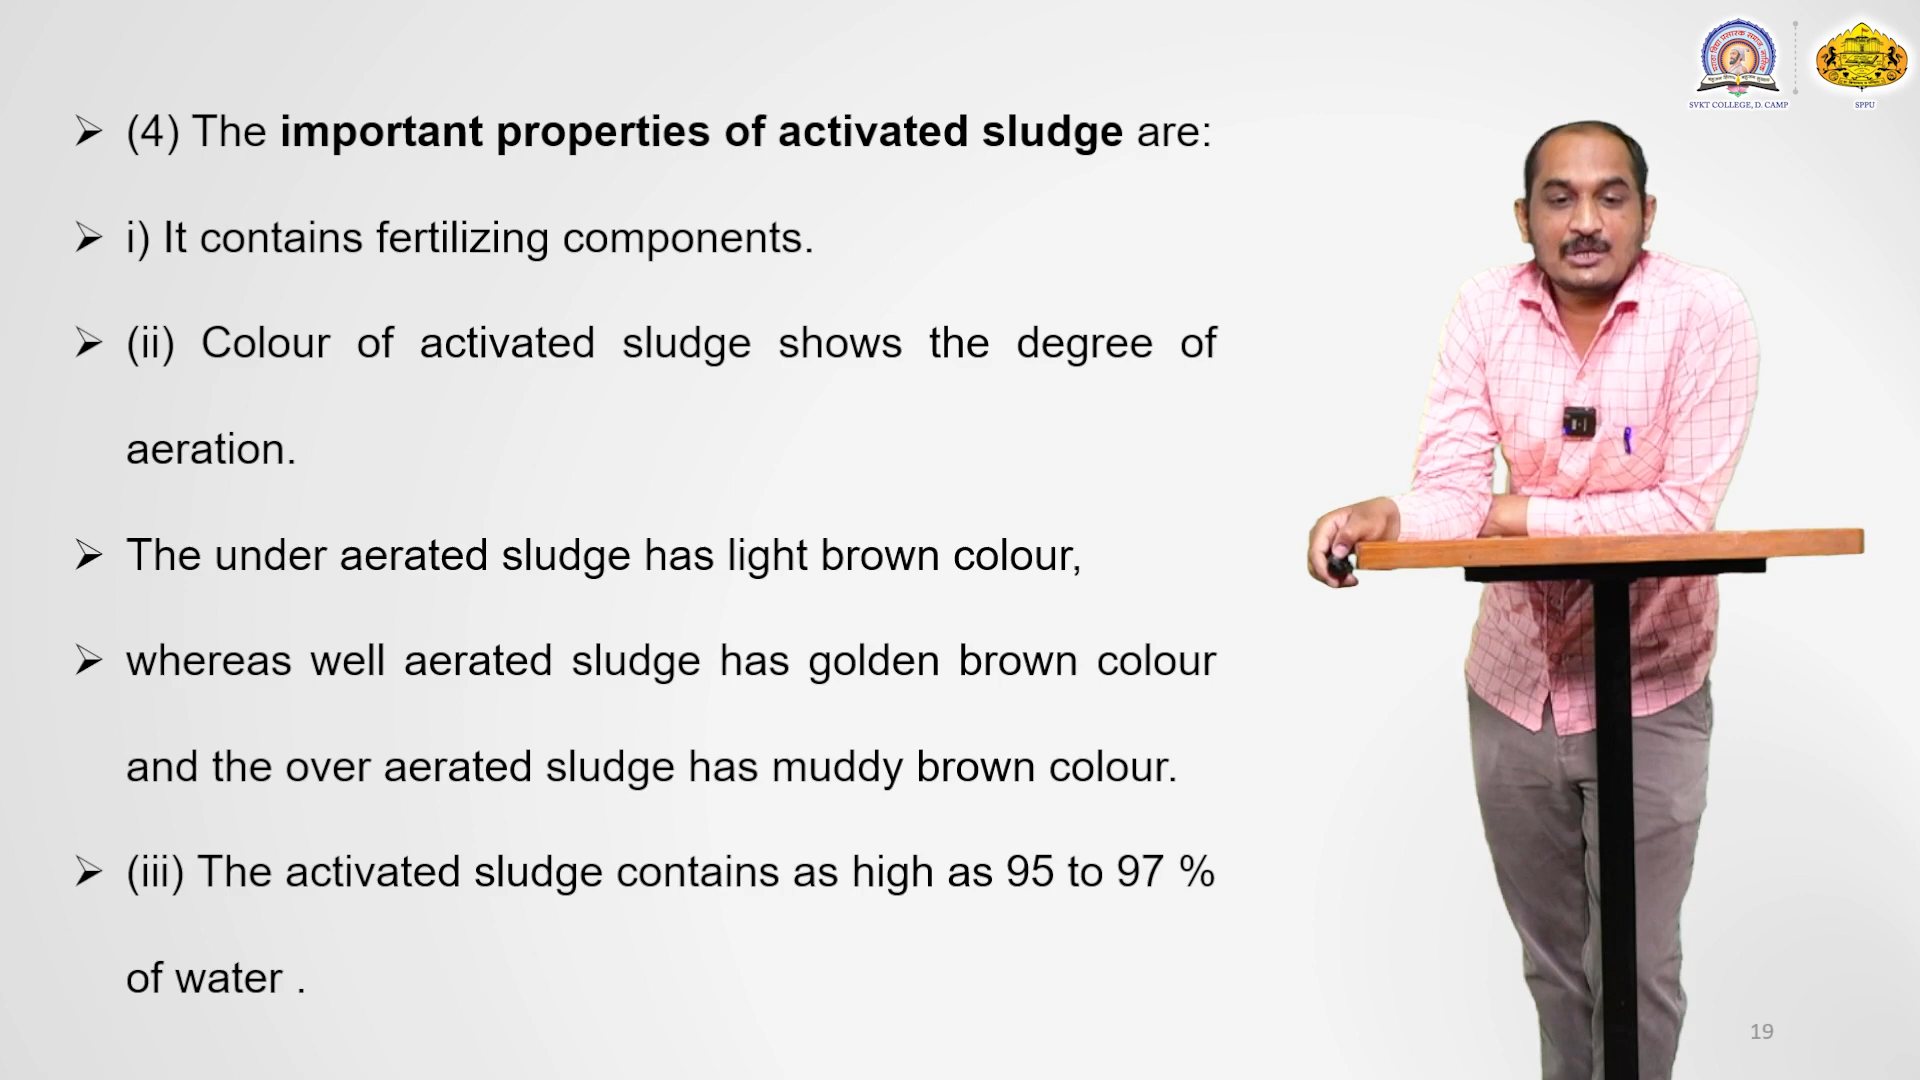 ➢ (4) The important properties of activated sludge are:
➢ i) It contains fertilizing components.
➢ (ii) Colour of activated sludge shows the degree of
aeration.
➢ The under aerated sludge has light brown colour,
➢ whereas well aerated sludge has golden brown colour
and the over aerated sludge has muddy brown colour.
➢ (iii) The activated sludge contains as high as 95 to 97 %
of water .
SVKT COLLEGE, D. CAMP
SPPU
19